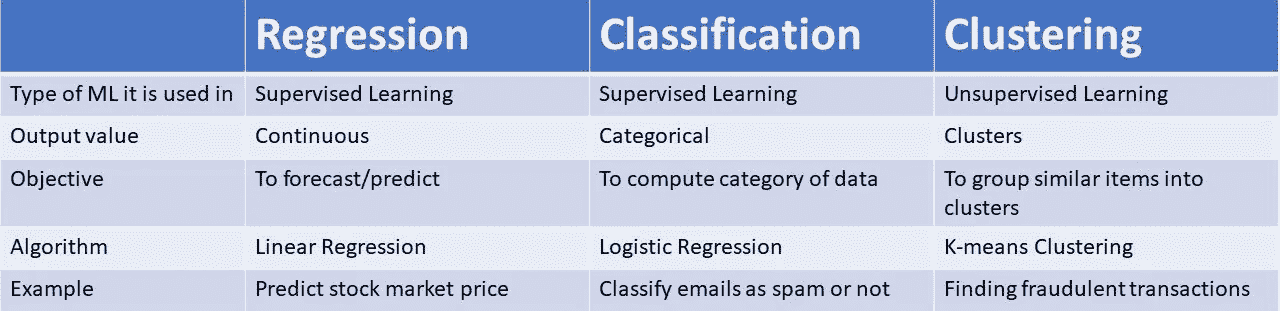 Regression Classification Clustering
Type of ML it is used in Supervised Learning Supervised Learning Unsupervised Learning
Output value Continuous Categorical Clusters
Objective To forecast/predict To compute category of data To group similar items into
clusters
Algorithm Linear Regression Logistic Regression K-means Clustering
Example Predict stock market price Classify emails as spam or not Finding fraudulent transactions